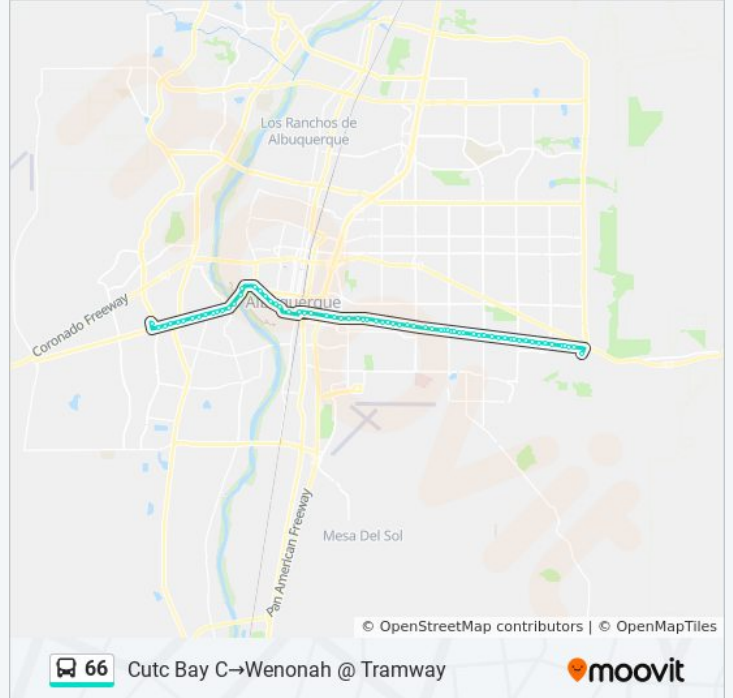 Los Ranchos de
Albuquerque
Albuquerque
Coronado Freeway
Pan American Freeway
Mesa Del Sol
© OpenStreetMap contributors | © OpenMapTiles
66 Cutc Bay C→Wenonah @ Tramway
moovit